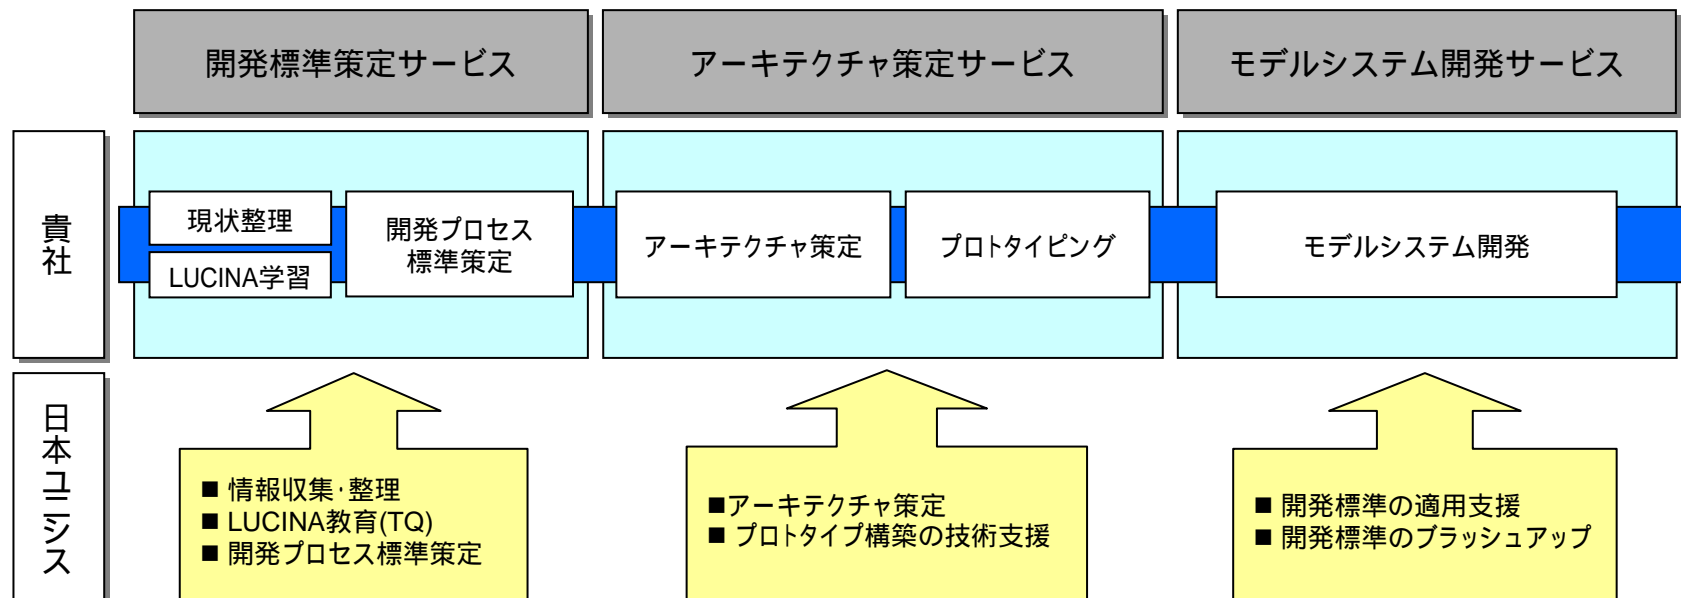 開発標準策定サービス
アーキテクチャ策定サービス
モデルシステム開発サービス
貴社
現状整理
LUCINA学習
開発プロセス
標準策定
アーキテクチャ策定
プロトタイピング
モデルシステム開発
日本ユニシス
■ 情報収集・整理
■ LUCINA教育(TQ)
■ 開発プロセス標準策定
■アーキテクチャ策定
■ プロトタイプ構築の技術支援
■ 開発標準の適用支援
■ 開発標準のブラッシュアップ